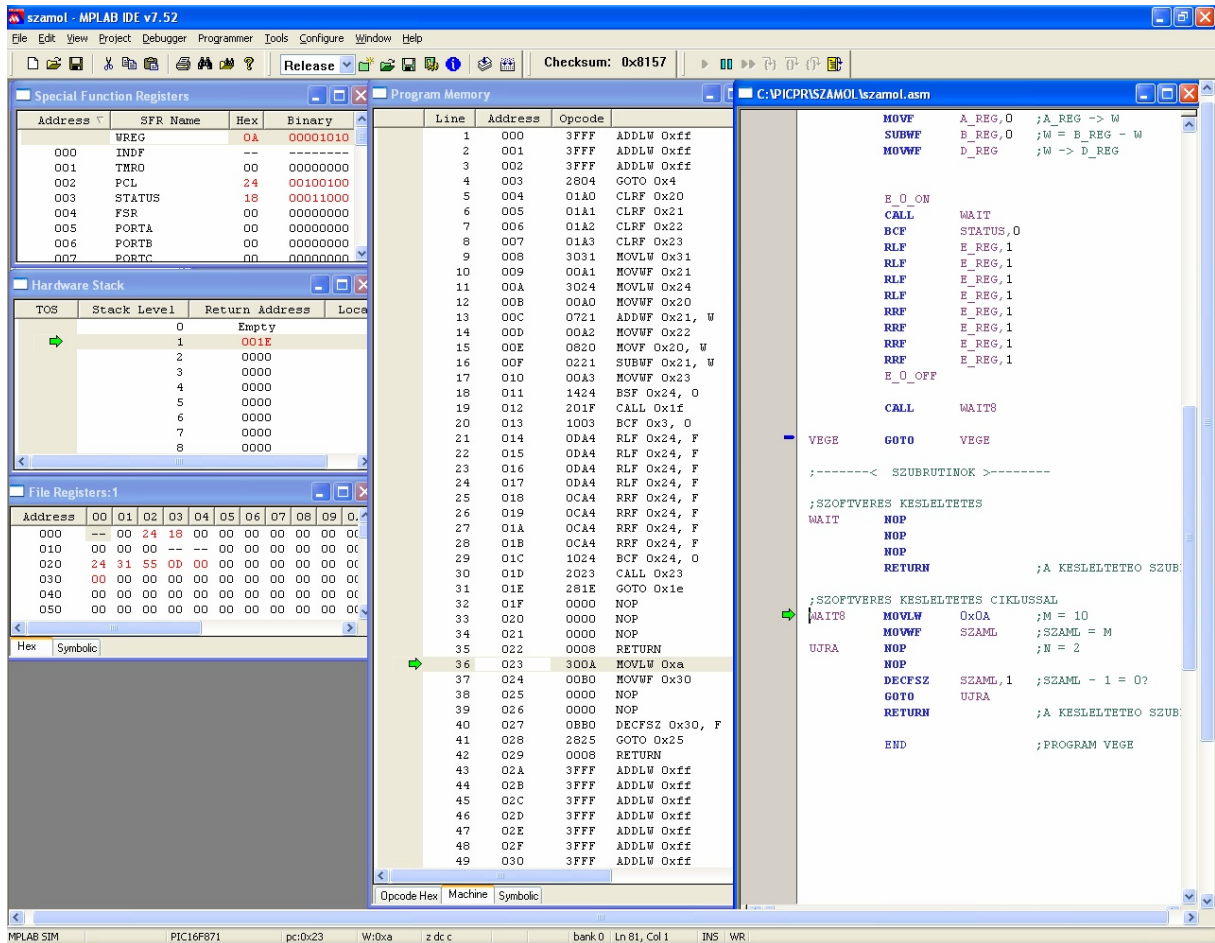 szamol - MPLAB IDE v7.52
File Edit View Project Debugger Programmer Tools Configure Window Help
Release Checksum: 0x8157
Special Function Registers
Address SFR Name Hex Binary
WREG 0A 00001010
000 INDF -- --------
001 TMR0 00 00000000
002 PCL 24 00100100
003 STATUS 18 00011000
004 FSR 00 00000000
005 PORTA 00 00000000
006 PORTB 00 00000000
007 PORTC 00 00000000
Hardware Stack
TOS Stack Level Return Address Loca
0 Empty
1 001E
2 0000
3 0000
4 0000
5 0000
6 0000
7 0000
8 0000
File Registers:1
Address 00 01 02 03 04 05 06 07 08 09 0.
000 -- 00 24 18 00 00 00 00 00 00 00
010 00 00 00 -- -- 00 00 00 00 00 00
020 24 31 55 0D 00 00 00 00 00 00 00
030 00 00 00 00 00 00 00 00 00 00 00
040 00 00 00 00 00 00 00 00 00 00 00
050 00 00 00 00 00 00 00 00 00 00 00
Hex Symbolic
Program Memory
Line Address Opcode
1 000 3FFF ADDLW 0xff
2 001 3FFF ADDLW 0xff
3 002 3FFF ADDLW 0xff
4 003 2804 GOTO 0x4
5 004 01A0 CLRF 0x20
6 005 01A1 CLRF 0x21
7 006 01A2 CLRF 0x22
8 007 01A3 CLRF 0x23
9 008 3031 MOVLW 0x31
10 009 00A1 MOVWF 0x21
11 00A 3024 MOVLW 0x24
12 00B 00A0 MOVWF 0x20
13 00C 0721 ADDWF 0x21, W
14 00D 00A2 MOVWF 0x22
15 00E 0820 MOVF 0x20, W
16 00F 0221 SUBWF 0x21, W
17 010 00A3 MOVWF 0x23
18 011 1424 BSF 0x24, 0
19 012 201F CALL 0x1f
20 013 1003 BCF 0x3, 0
21 014 0DA4 RLF 0x24, F
22 015 0DA4 RLF 0x24, F
23 016 0DA4 RLF 0x24, F
24 017 0DA4 RLF 0x24, F
25 018 0CA4 RRF 0x24, F
26 019 0CA4 RRF 0x24, F
27 01A 0CA4 RRF 0x24, F
28 01B 0CA4 RRF 0x24, F
29 01C 1024 BCF 0x24, 0
30 01D 2023 CALL 0x23
31 01E 281E GOTO 0x1e
32 01F 0000 NOP
33 020 0000 NOP
34 021 0000 NOP
35 022 0008 RETURN
36 023 300A MOVLW 0xa
37 024 00B0 MOVWF 0x30
38 025 0000 NOP
39 026 0000 NOP
40 027 0BB0 DECFSZ 0x30, F
41 028 2825 GOTO 0x25
42 029 0008 RETURN
43 02A 3FFF ADDLW 0xff
44 02B 3FFF ADDLW 0xff
45 02C 3FFF ADDLW 0xff
46 02D 3FFF ADDLW 0xff
47 02E 3FFF ADDLW 0xff
48 02F 3FFF ADDLW 0xff
49 030 3FFF ADDLW 0xff
Opcode Hex Machine Symbolic
C:\PICPR\SZAMOL\szamol.asm
MOVF A_REG,0 ;A_REG -> W
SUBWF B_REG,0 ;W = B_REG - W
MOVWF D_REG ;W -> D_REG
E_0_ON
CALL WAIT
BCF STATUS,0
RLF E_REG,1
RLF E_REG,1
RLF E_REG,1
RLF E_REG,1
RRF E_REG,1
RRF E_REG,1
RRF E_REG,1
RRF E_REG,1
E_0_OFF
CALL WAIT8
VEGE GOTO VEGE
;-------< SZUBRUTINOK >--------
;SZOFTVERES KESLELTETES
WAIT NOP
NOP
NOP
RETURN ;A KESLELTETEO SZUB
;SZOFTVERES KESLELTETES CIKLUSSAL
WAIT8 MOVLW 0x0A ;M = 10
MOVWF SZAML ;SZAML = M
UJRA NOP ;N = 2
NOP
DECFSZ SZAML,1 ;SZAML - 1 = 0?
GOTO UJRA
RETURN ;A KESLELTETEO SZUB
END ;PROGRAM VEGE
MPLAB SIM PIC16F871 pc:0x23 W:0xa z dc c bank 0 Ln 81, Col 1 INS WR